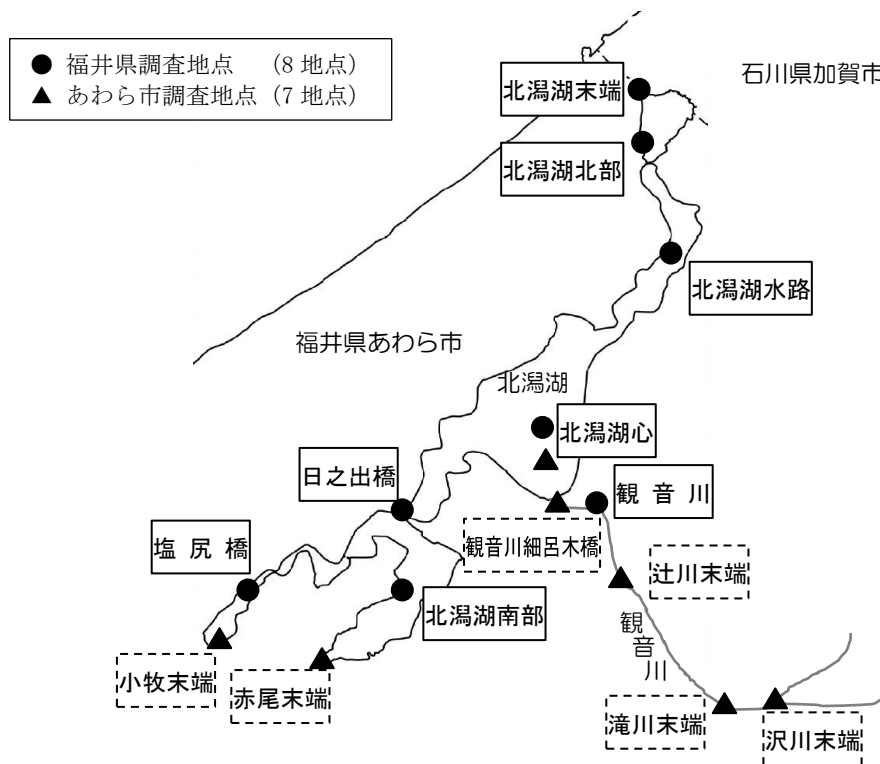 ● 福井県調査地点 (8 地点)
▲ あわら市調査地点 (7 地点)
石川県加賀市
北潟湖末端
北潟湖北部
北潟湖水路
福井県あわら市
北潟湖
北潟湖心
日之出橋
観音川
観音川細呂木橋
塩尻橋
辻川末端
北潟湖南部
観音川
小牧末端
赤尾末端
滝川末端
沢川末端